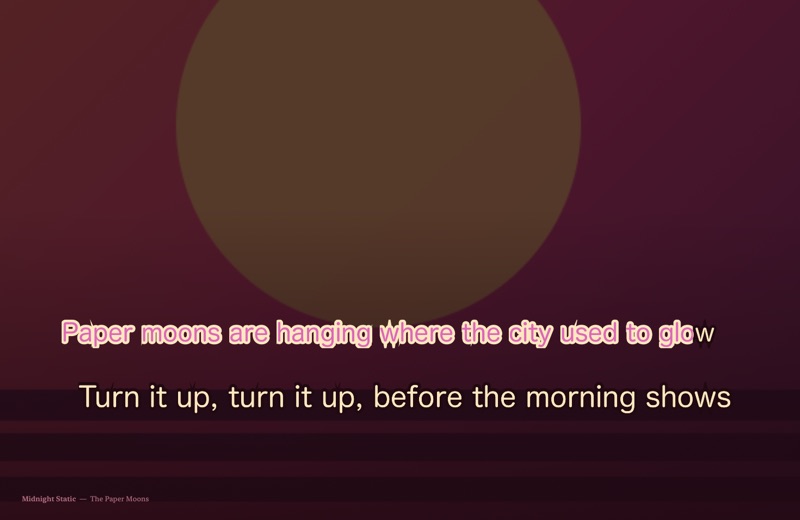 Paper moons are hanging where the city used to glow
Turn it up, turn it up, before the morning shows
Midnight Static — The Paper Moons